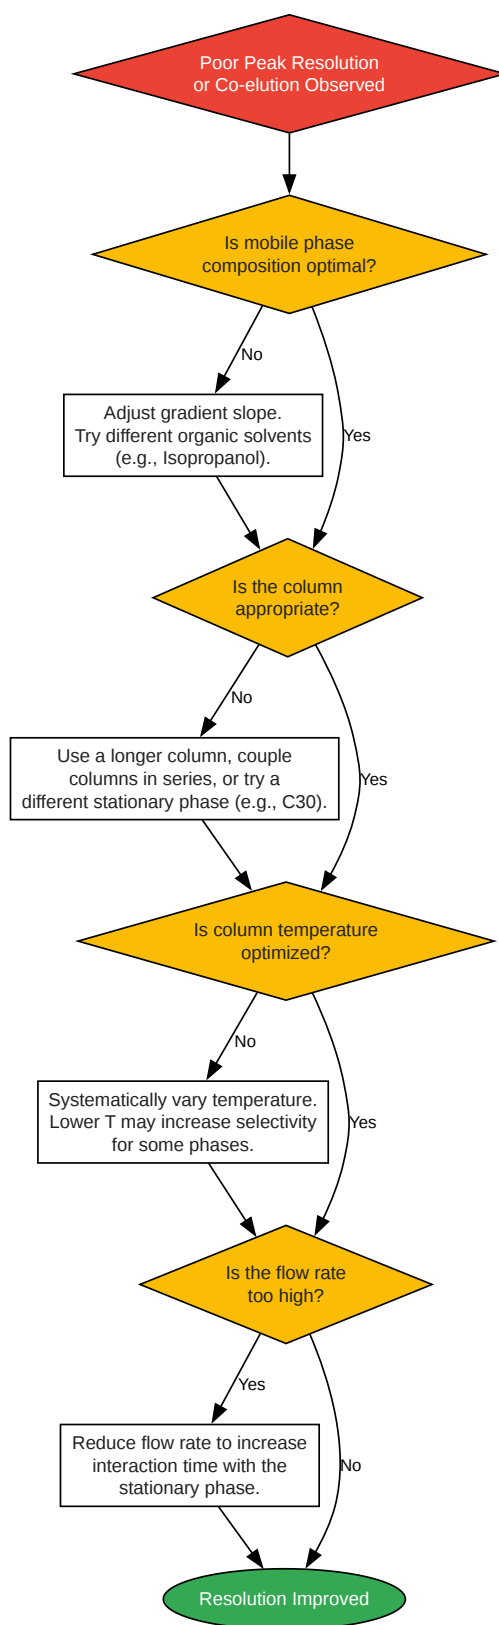 Poor Peak Resolution
or Co-elution Observed
Is mobile phase
composition optimal?
No
Adjust gradient slope.
Try different organic solvents
(e.g., Isopropanol).
Yes
Is the column
appropriate?
No
Use a longer column, couple
columns in series, or try a
different stationary phase (e.g., C30).
Yes
Is column temperature
optimized?
No
Systematically vary temperature.
Lower T may increase selectivity
for some phases.
Yes
Is the flow rate
too high?
Yes
Reduce flow rate to increase
interaction time with the
stationary phase.
No
Resolution Improved